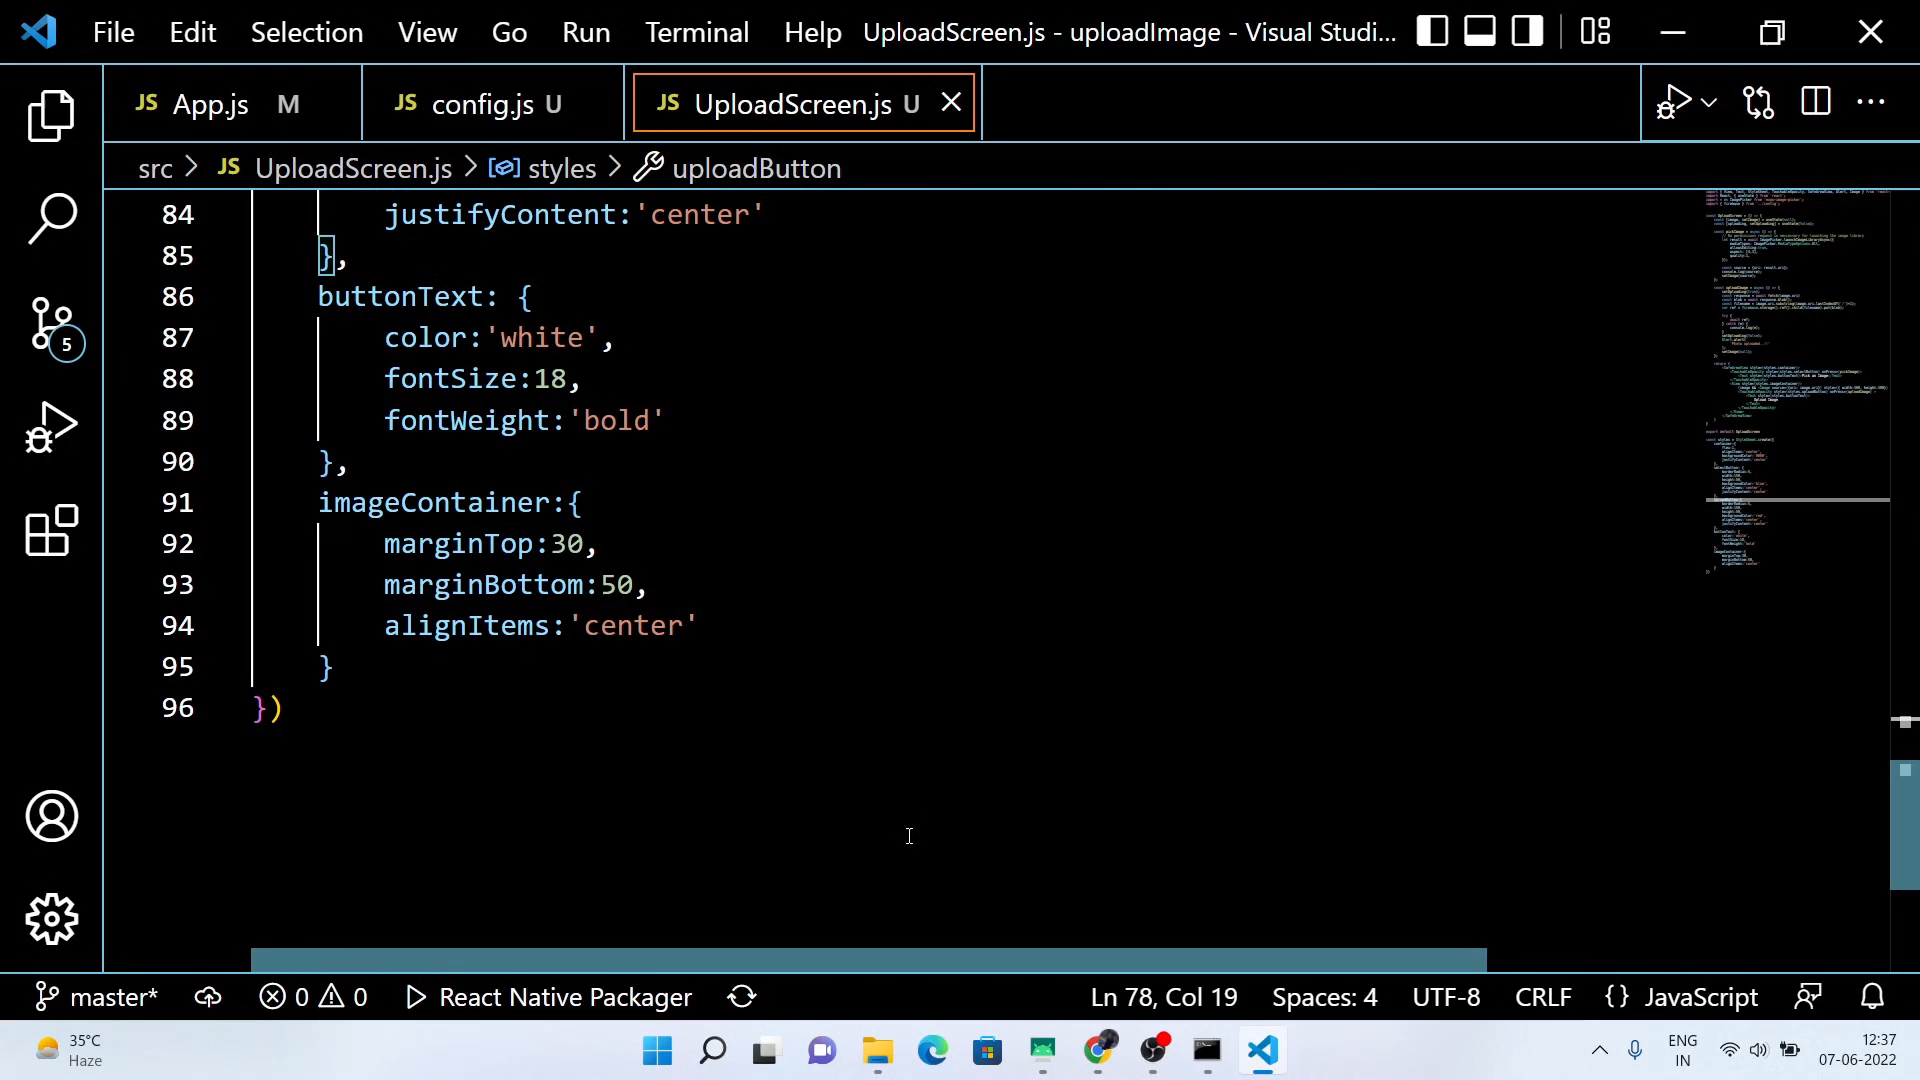 File Edit Selection View Go Run Terminal Help UploadScreen.js - uploadImage - Visual Studi...
JS App.js M JS config.js U JS UploadScreen.js U
src > JS UploadScreen.js > styles > uploadButton
84 justifyContent:'center'
85 },
86 buttonText: {
87 color:'white',
88 fontSize:18,
89 fontWeight:'bold'
90 },
91 imageContainer:{
92 marginTop:30,
93 marginBottom:50,
94 alignItems:'center'
95 }
96 })
5
master* 0 0 React Native Packager Ln 78, Col 19 Spaces: 4 UTF-8 CRLF {} JavaScript
35°C
Haze
ENG
IN
12:37
07-06-2022